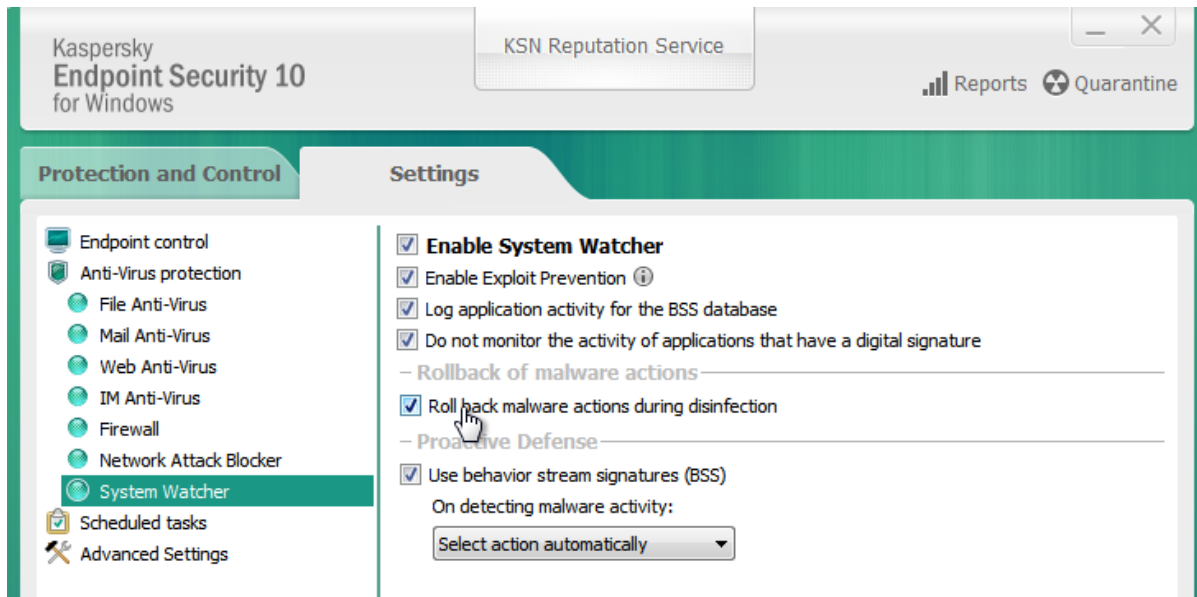 Kaspersky
Endpoint Security 10
for Windows
KSN Reputation Service
Reports
Quarantine
Protection and Control
Settings
Endpoint control
Anti-Virus protection
File Anti-Virus
Mail Anti-Virus
Web Anti-Virus
IM Anti-Virus
Firewall
Network Attack Blocker
System Watcher
Scheduled tasks
Advanced Settings
Enable System Watcher
Enable Exploit Prevention
Log application activity for the BSS database
Do not monitor the activity of applications that have a digital signature
Rollback of malware actions
Roll back malware actions during disinfection
Proactive Defense
Use behavior stream signatures (BSS)
On detecting malware activity:
Select action automatically